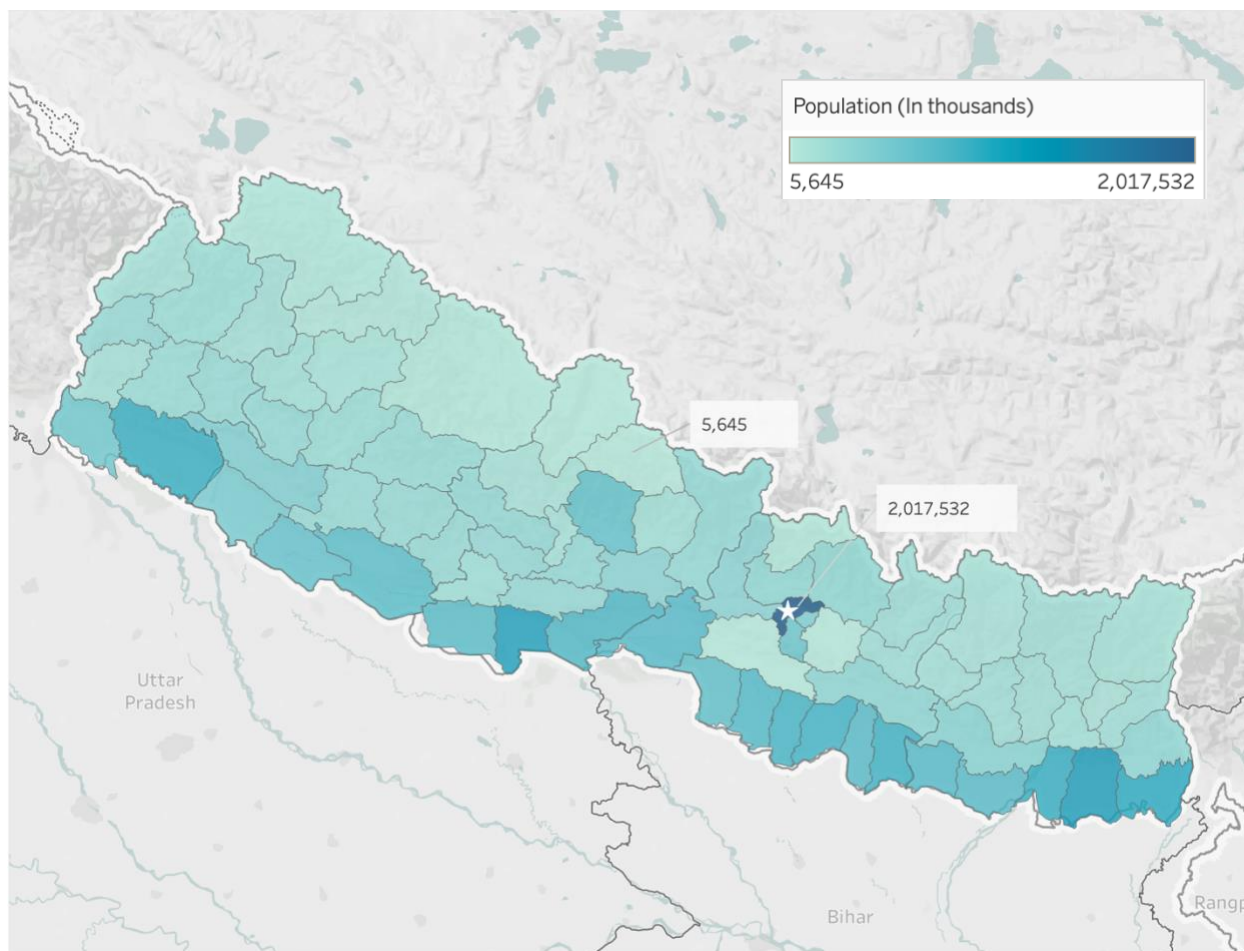 Population (In thousands)
5,645 2,017,532
5,645
2,017,532
Uttar
Pradesh
Bihar
Rangp